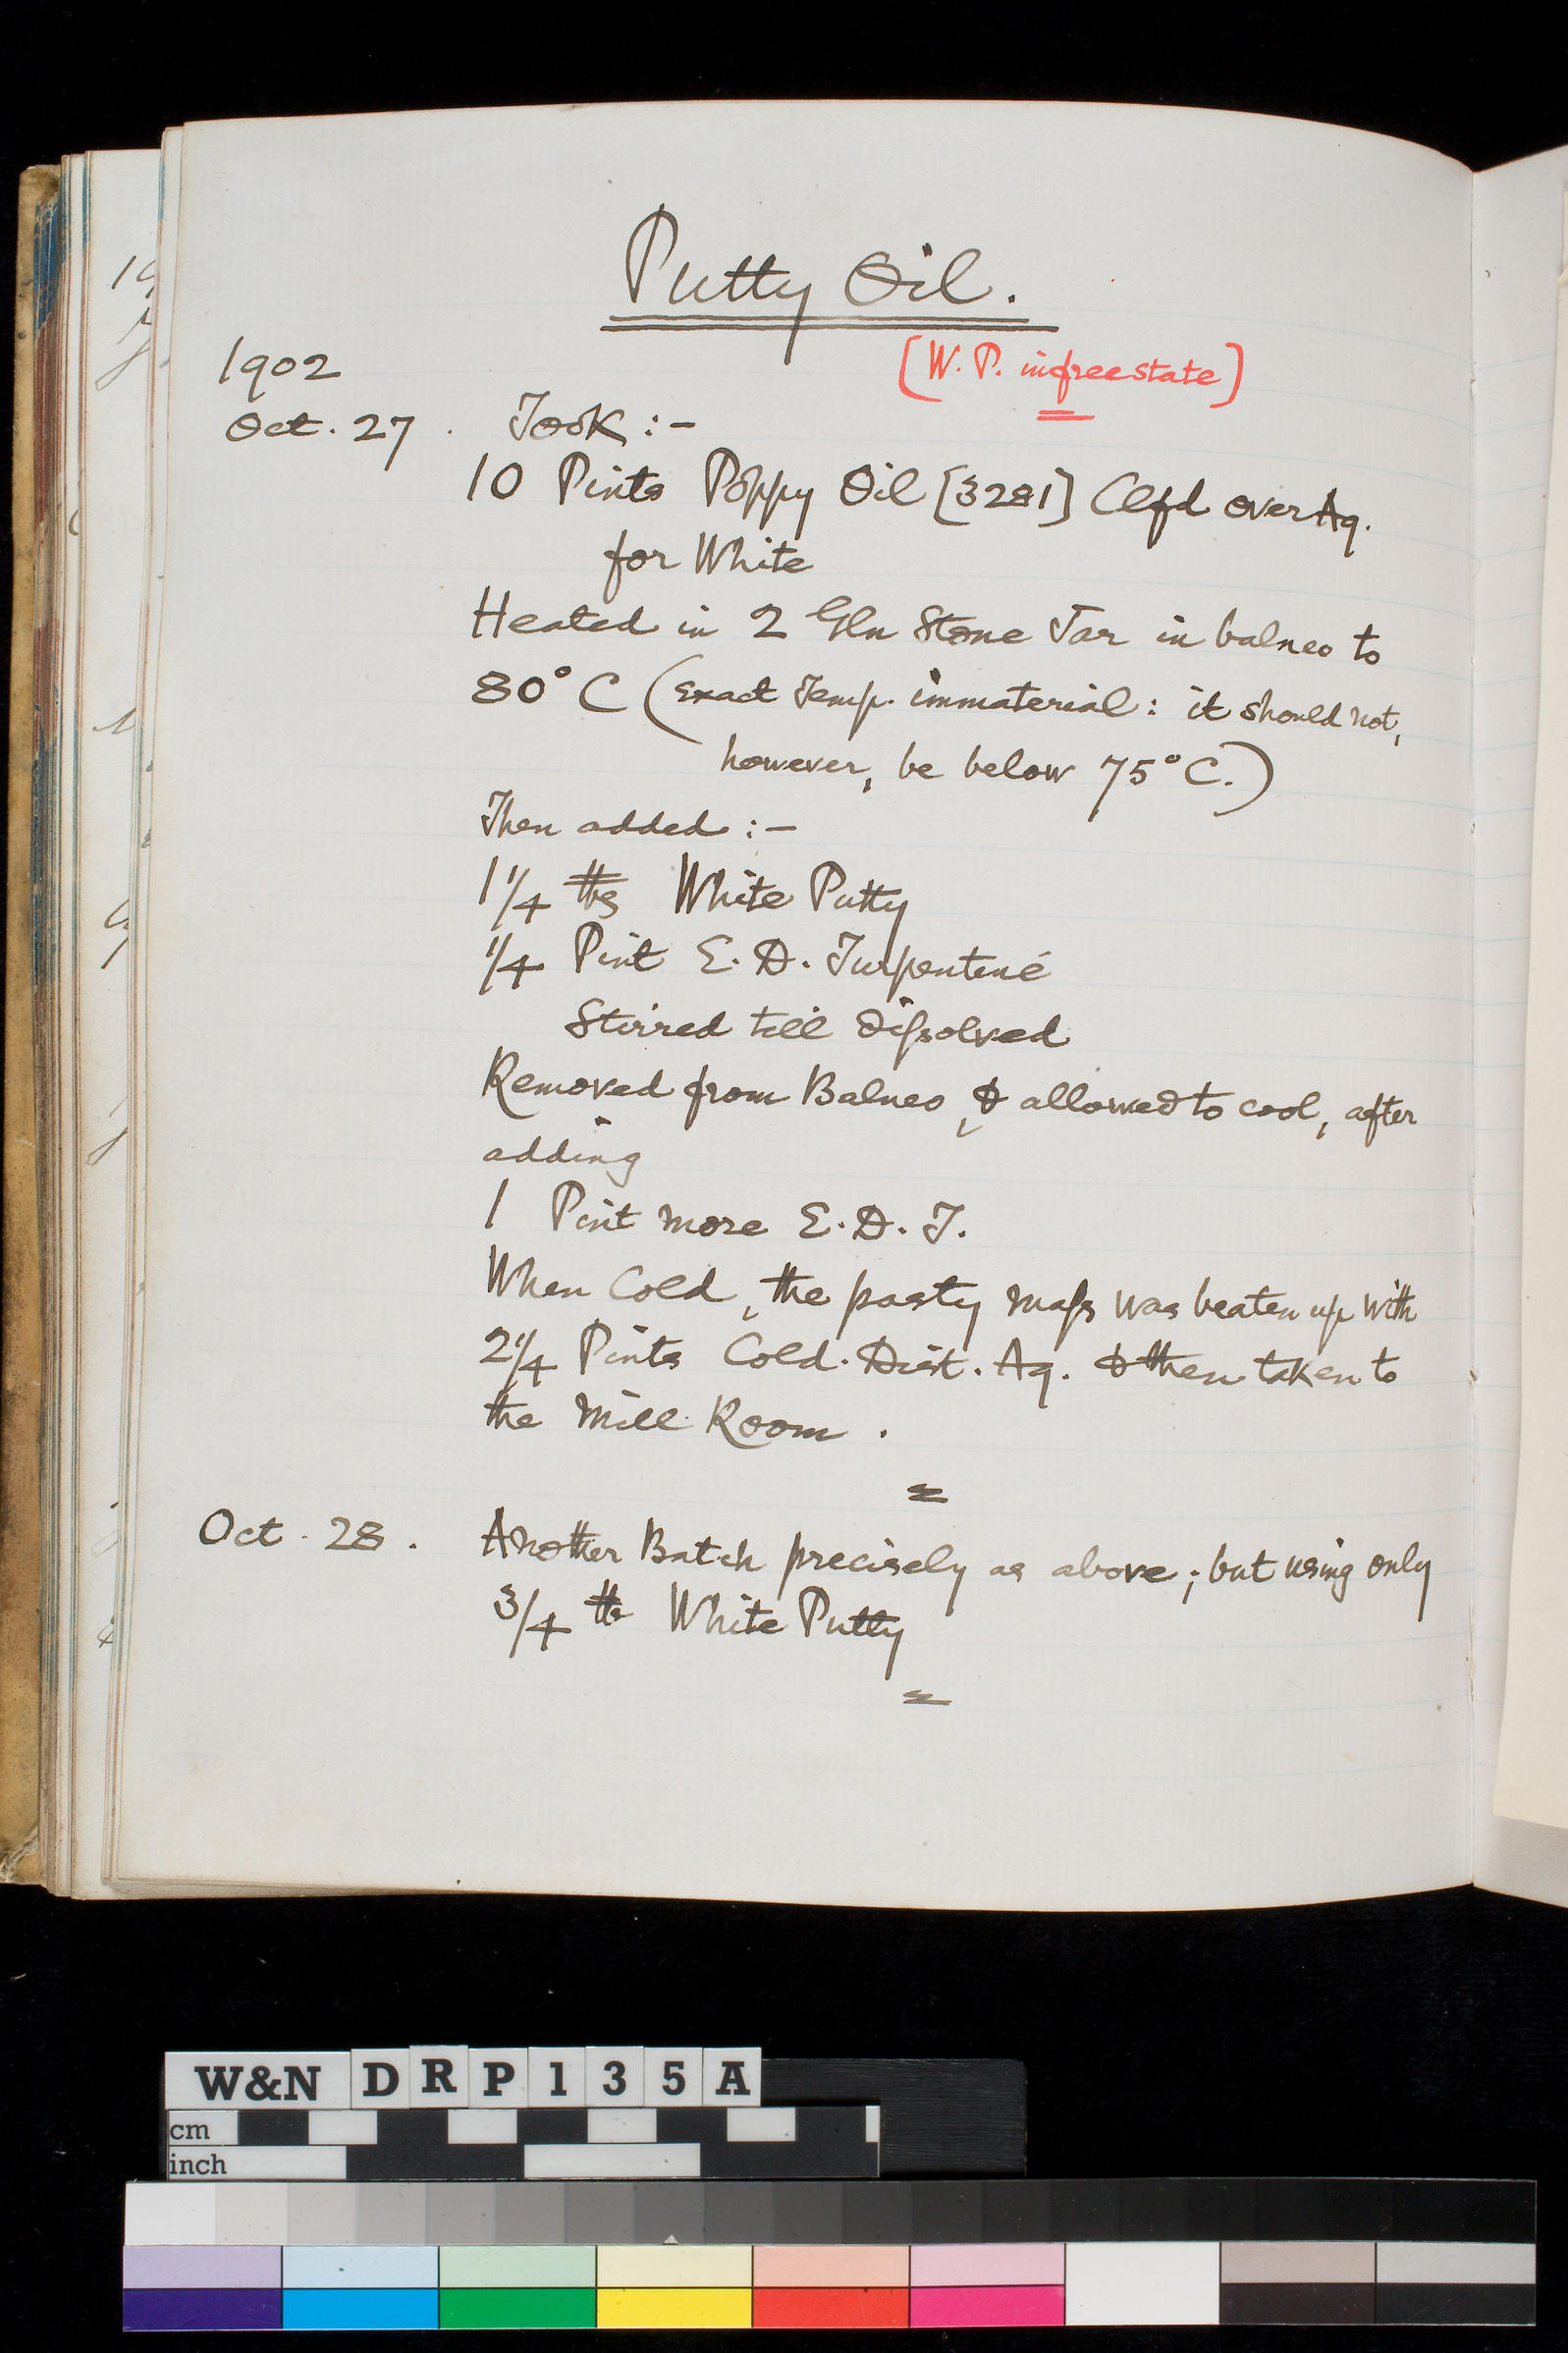 Putty Oil.
[W. P. in free state]
1902
Oct. 27. Took :-
10 Pints Poppy Oil [3281] Clfd over Aq.
for White
Heated in 2 Gln Stone Jar in balneo to
80° C (Exact Temp. immaterial: it should not,
however, be below 75° C.)
Then added :-
1 1/4 lbs White Putty
1/4 Pint E. D. Turpentine
Stirred till Dissolved
Removed from Balneo, & allowed to cool, after
adding
1 Pint more E. D. T.
When Cold, the pasty mass was beaten up with
2 1/4 Pints Cold Dist. Aq. & then taken to
the Mill Room.
Oct. 28. Another Batch precisely as above; but using only
3/4 lb White Putty
W&N DRP135A
cm
inch